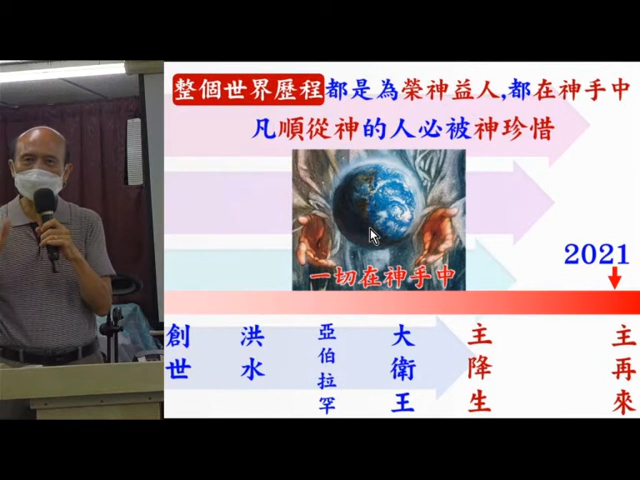 整個世界歷程都是為榮神益人,都在神手中
凡順從神的人必被神珍惜
一切在神手中
2021
創世
洪水
亞伯拉罕
大衛王
主降生
主再來